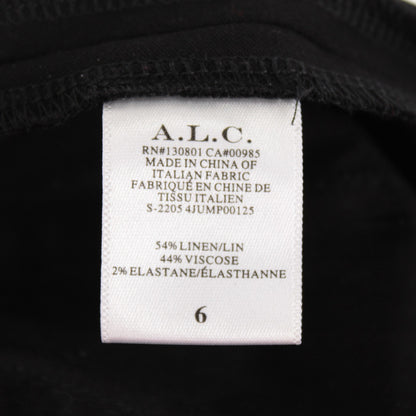 A.L.C.
RN#130801 CA#00985
MADE IN CHINA OF
ITALIAN FABRIC
FABRIQUÉ EN CHINE DE
TISSU ITALIEN
S-2205 4JUMP00125
54% LINEN/LIN
44% VISCOSE
2% ELASTANE/ÉLASTHANNE
6